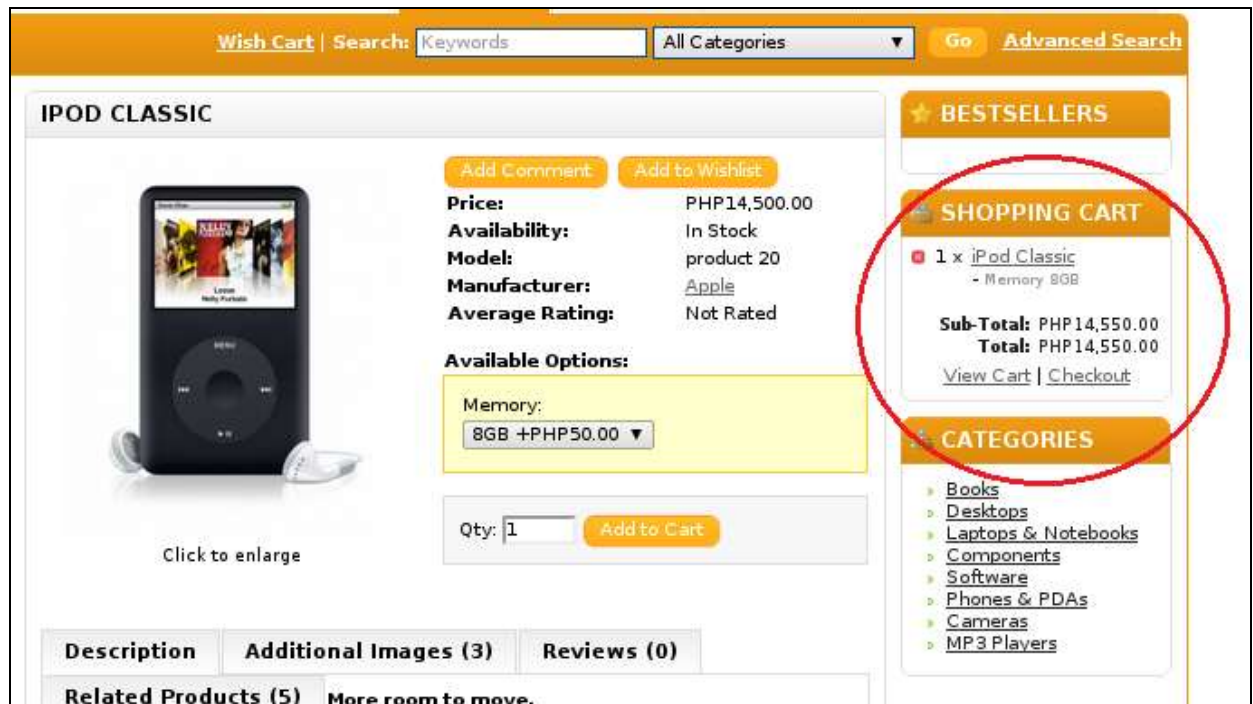 Wish Cart | Search: Keywords All Categories ▼ Go Advanced Search
IPOD CLASSIC
Add Comment Add to Wishlist
Price: PHP14,500.00
Availability: In Stock
Model: product 20
Manufacturer: Apple
Average Rating: Not Rated
Available Options:
Memory:
8GB +PHP50.00 ▼
Qty: 1 Add to Cart
MENU
Click to enlarge
Description Additional Images (3) Reviews (0)
Related Products (5) More room to move.
BESTSELLERS
SHOPPING CART
1 x iPod Classic
- Memory 8GB
Sub-Total: PHP14,550.00
Total: PHP14,550.00
View Cart | Checkout
CATEGORIES
Books
Desktops
Laptops & Notebooks
Components
Software
Phones & PDAs
Cameras
MP3 Players